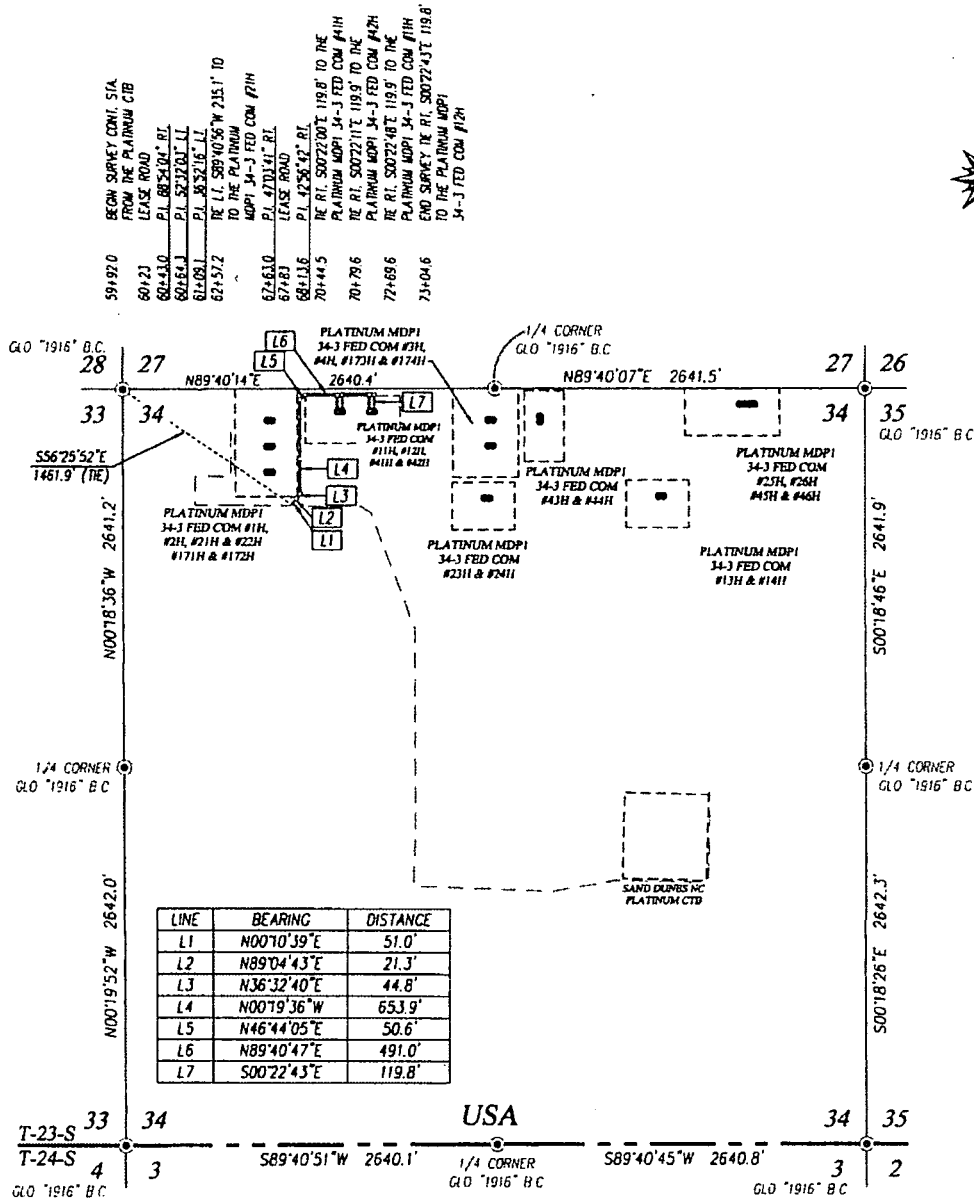 59+92.0 BEGIN SURVEY CONT. STA.
FROM THE PLATINUM CTB
60+23 LEASE ROAD
60+43.0 P.I. 88°54'04" RT.
60+64.3 P.I. 52°32'03" LT.
61+09.1 P.I. 36°52'16" LT.
62+57.2 TIE LT. S89°40'56"W 235.1' TO
TO THE PLATINUM
MDP1 34-3 FED COM #21H
67+63.0 P.I. 47°03'41" RT.
67+83 LEASE ROAD
68+13.6 P.I. 42°56'42" RT.
70+44.5 TIE RT. S00°22'00"E 119.8' TO THE
PLATINUM MDP1 34-3 FED COM #41H
70+79.6 TIE RT. S00°22'11"E 119.9' TO THE
PLATINUM MDP1 34-3 FED COM #42H
72+69.6 TIE RT. S00°22'48"E 119.9' TO THE
PLATINUM MDP1 34-3 FED COM #11H
73+04.6 END SURVEY TIE RT. S00°22'43"E 119.8'
TO THE PLATINUM MDP1
34-3 FED COM #12H
GLO "1916" B.C.
28 27
33 34
N89°40'14"E 2640.4'
L6
L5
PLATINUM MDP1
34-3 FED COM #3H,
#4H, #173H & #174H
1/4 CORNER
GLO "1916" B.C
N89°40'07"E 2641.5'
27 26
34 35
GLO "1916" B.C
L7
PLATINUM MDP1
34-3 FED COM
#11H, #12H,
#41H & #42H
S56°25'52"E
1461.9' (TIE)
L4
L3
L2
L1
PLATINUM MDP1
34-3 FED COM #1H,
#2H, #21H & #22H
#171H & #172H
PLATINUM MDP1
34-3 FED COM
#43H & #44H
PLATINUM MDP1
34-3 FED COM
#25H, #26H
#45H & #46H
PLATINUM MDP1
34-3 FED COM
#23H & #24H
PLATINUM MDP1
34-3 FED COM
#13H & #14H
N00°18'36"W 2641.2'
S00°18'46"E 2641.9'
1/4 CORNER
GLO "1916" B C
1/4 CORNER
GLO "1916" B C
SAND DUNES NC
PLATINUM CTB
N00°19'52"W 2642.0'
S00°18'26"E 2642.3'
LINE BEARING DISTANCE
L1 N00°10'39"E 51.0'
L2 N89°04'43"E 21.3'
L3 N36°32'40"E 44.8'
L4 N00°19'36"W 653.9'
L5 N46°44'05"E 50.6'
L6 N89°40'47"E 491.0'
L7 S00°22'43"E 119.8'
USA
T-23-S 33 34
34 35
T-24-S 4 3
S89°40'51"W 2640.1'
1/4 CORNER
GLO "1916" B C
S89°40'45"W 2640.8'
3 2
GLO "1916" B C
GLO "1916" B C